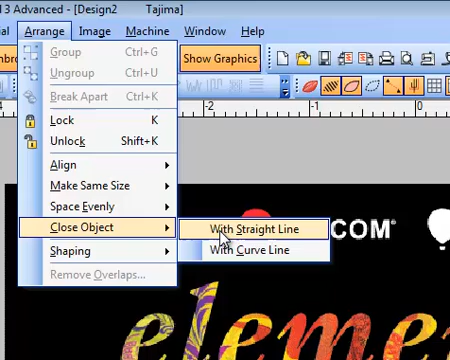 l 3 Advanced - [Design2 Tajima]
ial Arrange Image Machine Window Help
Group Ctrl+G
Ungroup Ctrl+U
Show Graphics
Break Apart Ctrl+K
Lock K
Unlock Shift+K
Align
Make Same Size
Space Evenly
Close Object
Shaping
Remove Overlaps...
With Straight Line
With Curve Line
-2 -1 0
.COM®
elemen